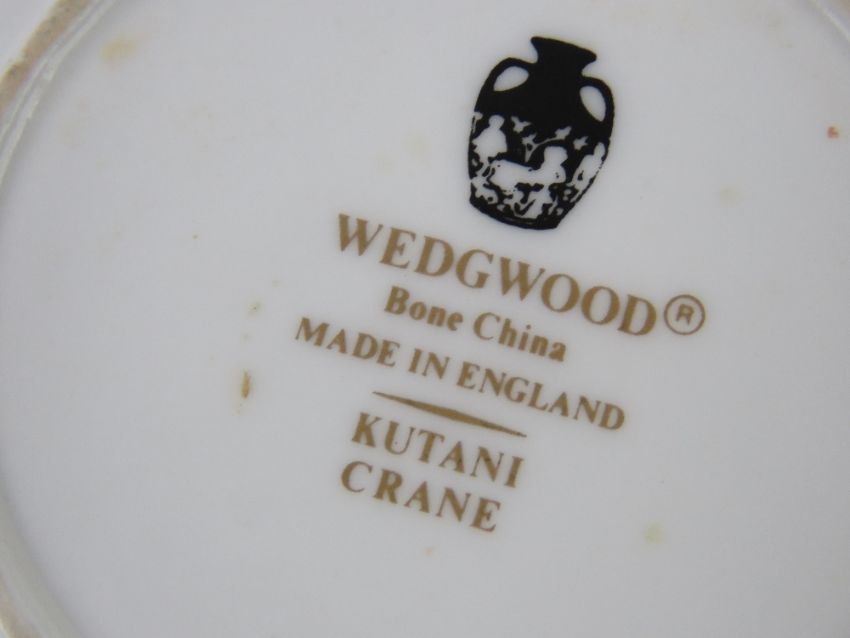 WEDGWOOD®
Bone China
MADE IN ENGLAND
KUTANI
CRANE